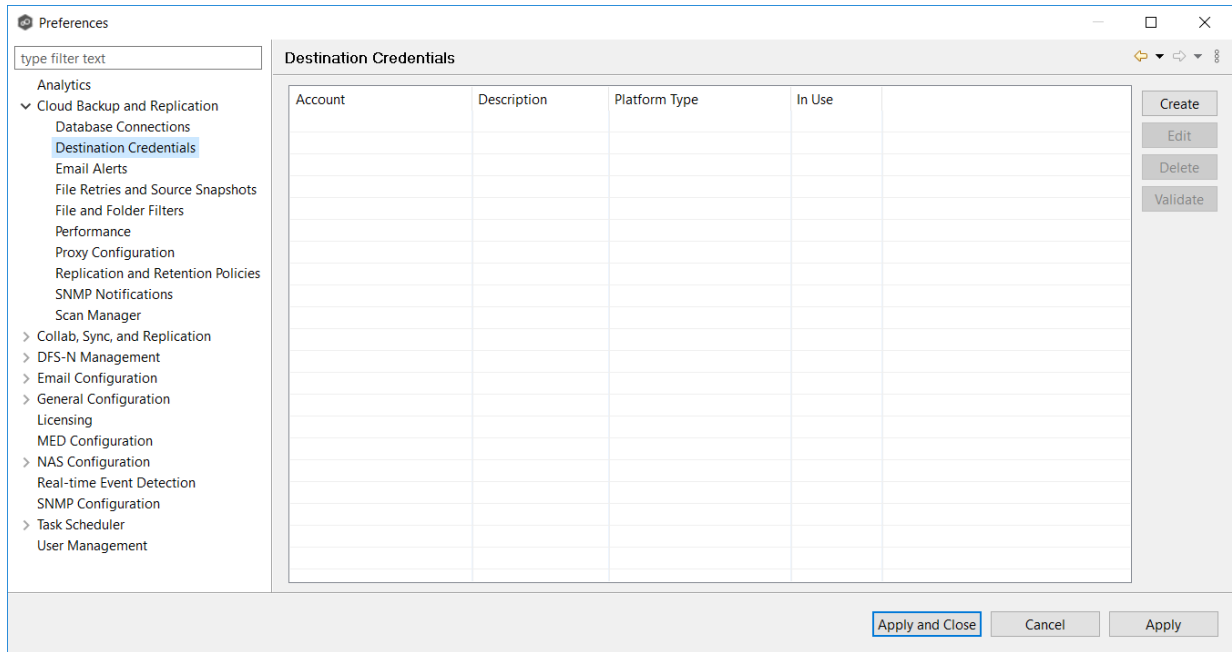 Preferences
type filter text
Analytics
Cloud Backup and Replication
Database Connections
Destination Credentials
Email Alerts
File Retries and Source Snapshots
File and Folder Filters
Performance
Proxy Configuration
Replication and Retention Policies
SNMP Notifications
Scan Manager
Collab, Sync, and Replication
DFS-N Management
Email Configuration
General Configuration
Licensing
MED Configuration
NAS Configuration
Real-time Event Detection
SNMP Configuration
Task Scheduler
User Management
Destination Credentials
Account Description Platform Type In Use
Create
Edit
Delete
Validate
Apply and Close Cancel Apply